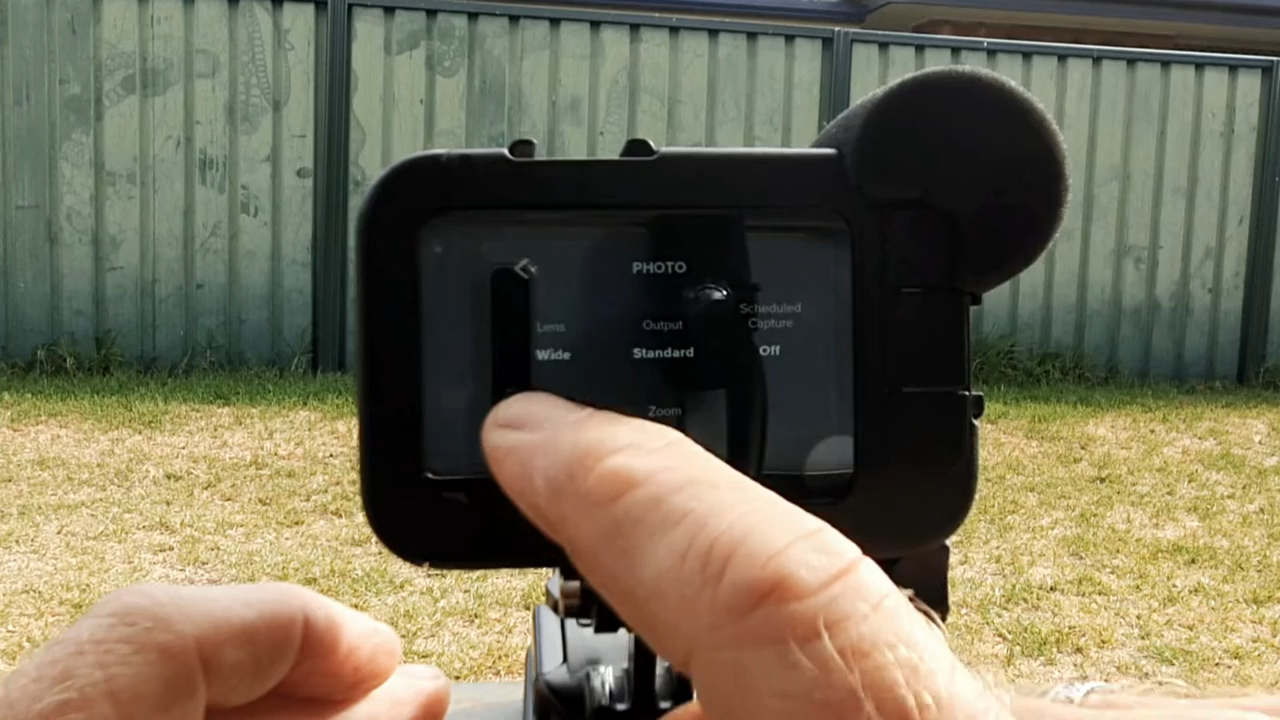 PHOTO
Lens
Output
Scheduled
Capture
Wide
Standard
Off
Zoom